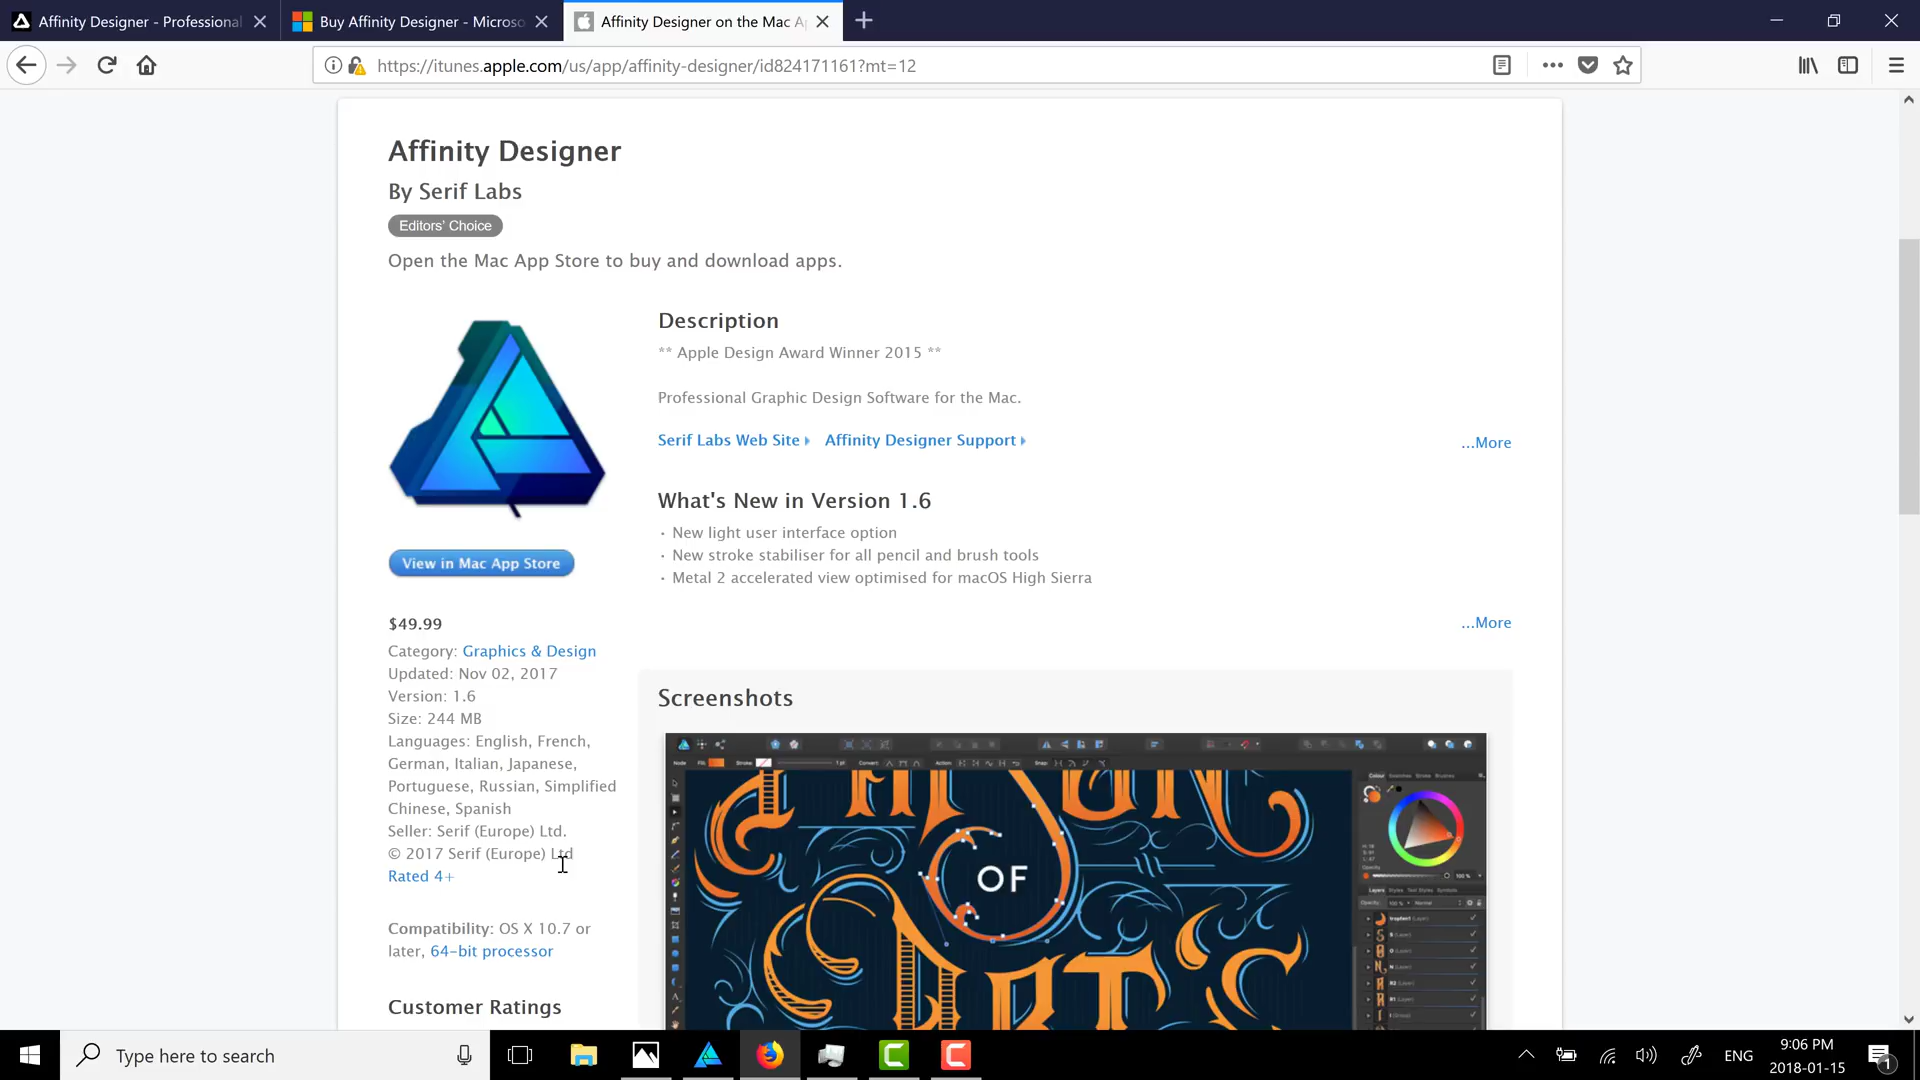 Affinity Designer - Professional
Buy Affinity Designer - Microso
Affinity Designer on the Mac A
https://itunes.apple.com/us/app/affinity-designer/id824171161?mt=12
Affinity Designer
By Serif Labs
Editors' Choice
Open the Mac App Store to buy and download apps.
Description
** Apple Design Award Winner 2015 **
Professional Graphic Design Software for the Mac.
Serif Labs Web Site
Affinity Designer Support
...More
What's New in Version 1.6
• New light user interface option
• New stroke stabiliser for all pencil and brush tools
• Metal 2 accelerated view optimised for macOS High Sierra
...More
View in Mac App Store
$49.99
Category: Graphics & Design
Updated: Nov 02, 2017
Version: 1.6
Size: 244 MB
Languages: English, French,
German, Italian, Japanese,
Portuguese, Russian, Simplified
Chinese, Spanish
Seller: Serif (Europe) Ltd.
© 2017 Serif (Europe) Ltd
Rated 4+
Compatibility: OS X 10.7 or
later, 64-bit processor
Customer Ratings
Screenshots
OF
Type here to search
ENG
9:06 PM
2018-01-15
1